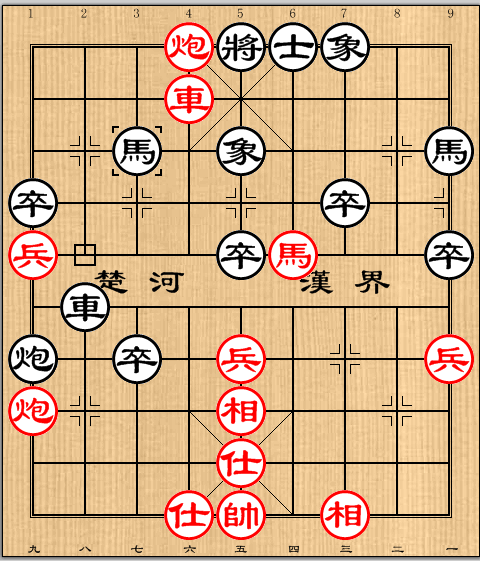 1 2 3 4 5 6 7 8 9
炮 將 士 象
車
馬 象 馬
卒 卒
兵 卒 馬 卒
楚 河 漢 界
車
炮 卒 兵 兵
炮 相
仕
仕 帥 相
九 八 七 六 五 四 三 二 一